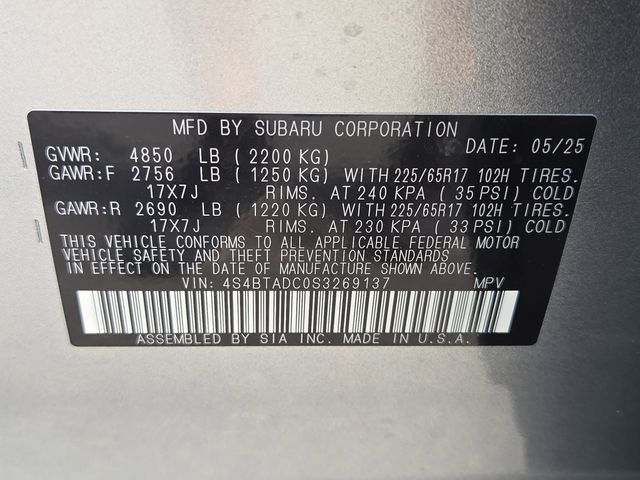 MFD BY SUBARU CORPORATION
DATE: 05/25
GVWR: 4850 LB (2200 KG)
GAWR:F 2756 LB (1250 KG) WITH 225/65R17 102H TIRES.
17X7J RIMS. AT 240 KPA (35 PSI) COLD
GAWR:R 2690 LB (1220 KG) WITH 225/65R17 102H TIRES.
17X7J RIMS. AT 230 KPA (33 PSI) COLD
THIS VEHICLE CONFORMS TO ALL APPLICABLE FEDERAL MOTOR
VEHICLE SAFETY AND THEFT PREVENTION STANDARDS
IN EFFECT ON THE DATE OF MANUFACTURE SHOWN ABOVE.
VIN: 4S4BTADC0S3269137 MPV
ASSEMBLED BY SIA INC. MADE IN U.S.A.